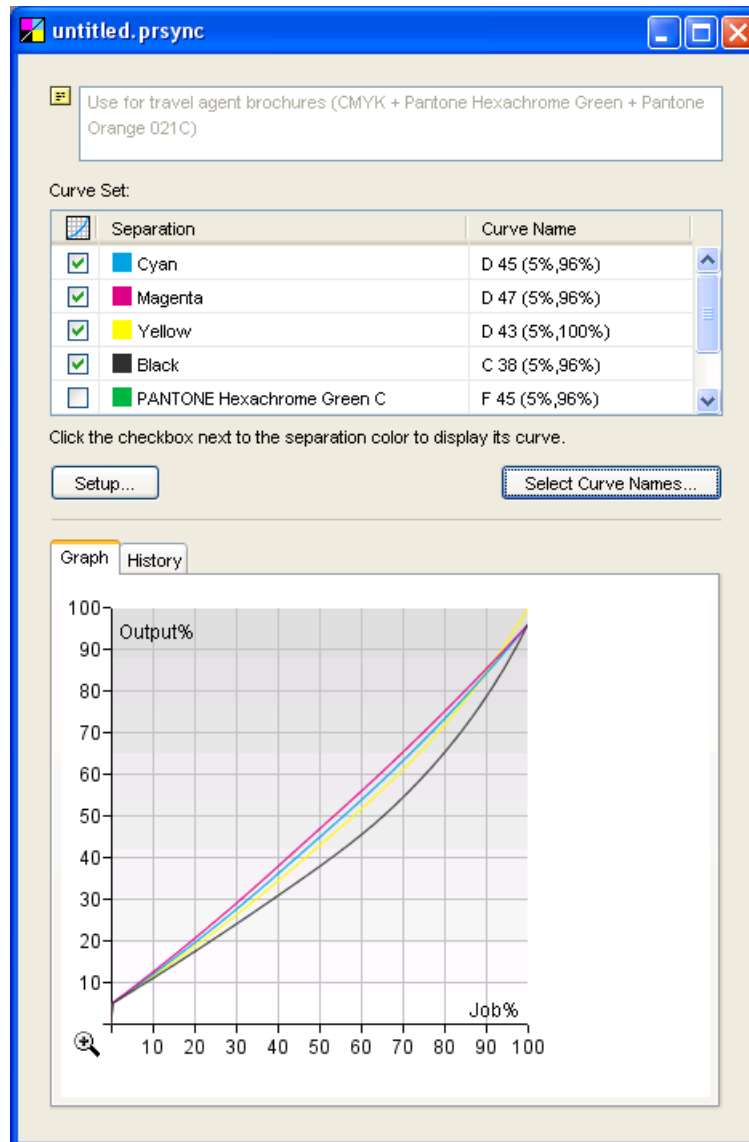 untitled.prsync
Use for travel agent brochures (CMYK + Pantone Hexachrome Green + Pantone
Orange 021C)
Curve Set:
Separation Curve Name
Cyan D 45 (5%,96%)
Magenta D 47 (5%,96%)
Yellow D 43 (5%,100%)
Black C 38 (5%,96%)
PANTONE Hexachrome Green C F 45 (5%,96%)
Click the checkbox next to the separation color to display its curve.
Setup... Select Curve Names...
Graph History
100
Output%
90
80
70
60
50
40
30
20
10
Job%
10 20 30 40 50 60 70 80 90 100